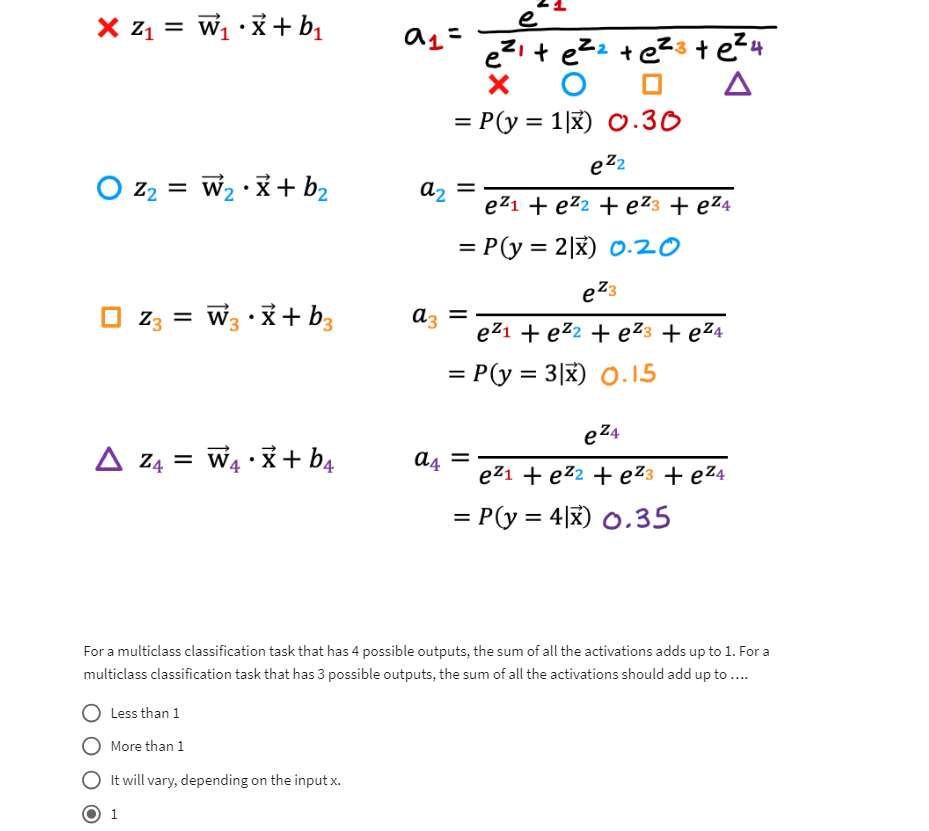 × z₁ = w⃗₁ · x⃗ + b₁
a₁ = e^z₁ / (e^z₁ + e^z₂ + e^z₃ + e^z₄)
× ○ □ △
= P(y = 1|x⃗) 0.30
○ z₂ = w⃗₂ · x⃗ + b₂
a₂ = e^z₂ / (e^z₁ + e^z₂ + e^z₃ + e^z₄)
= P(y = 2|x⃗) 0.20
□ z₃ = w⃗₃ · x⃗ + b₃
a₃ = e^z₃ / (e^z₁ + e^z₂ + e^z₃ + e^z₄)
= P(y = 3|x⃗) 0.15
△ z₄ = w⃗₄ · x⃗ + b₄
a₄ = e^z₄ / (e^z₁ + e^z₂ + e^z₃ + e^z₄)
= P(y = 4|x⃗) 0.35
For a multiclass classification task that has 4 possible outputs, the sum of all the activations adds up to 1. For a
multiclass classification task that has 3 possible outputs, the sum of all the activations should add up to ….
Less than 1
More than 1
It will vary, depending on the input x.
1